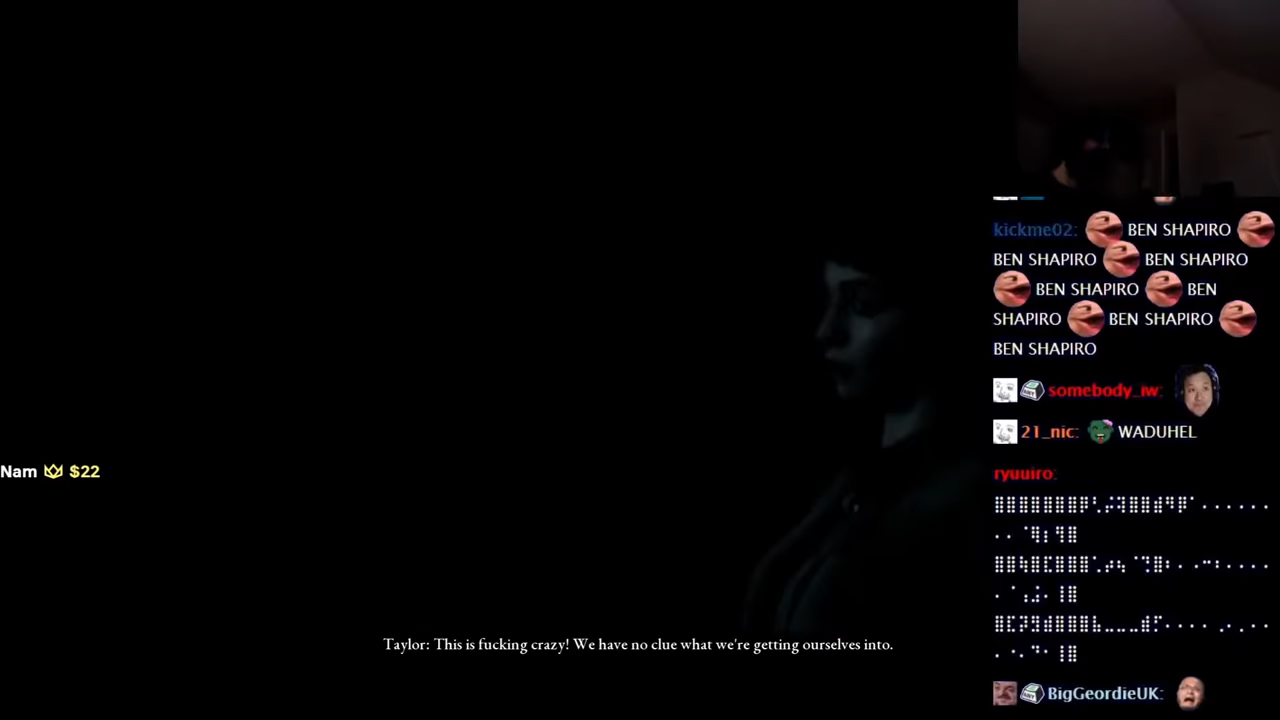 kickme02: BEN SHAPIRO
BEN SHAPIRO BEN SHAPIRO
BEN SHAPIRO BEN
SHAPIRO BEN SHAPIRO
BEN SHAPIRO
somebody_iw:
21_nic: WADUHEL
Nam $22
ryuuiro:
Taylor: This is fucking crazy! We have no clue what we're getting ourselves into.
BigGeordieUK: